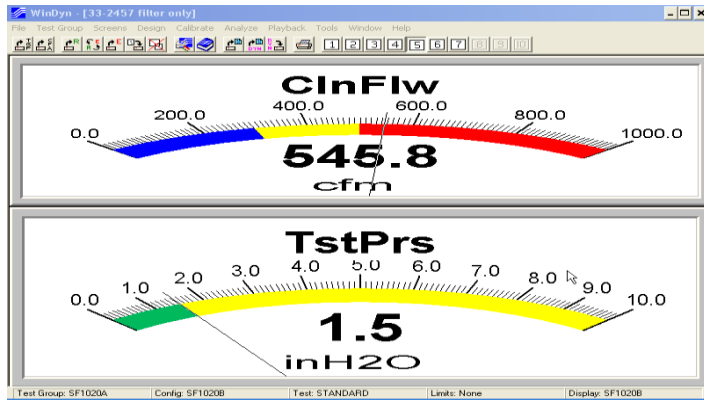 WinDyn - [33-2457 filter only]
File Test Group Screens Design Calibrate Analyze Playback Tools Window Help
1 2 3 4 5 6 7 8 9 10
ClnFlw
0.0 200.0 400.0 600.0 800.0 1000.0
545.8
cfm
TstPrs
0.0 1.0 2.0 3.0 4.0 5.0 6.0 7.0 8.0 9.0 10.0
1.5
inH2O
Test Group: SF1020A Config: SF1020B Test: STANDARD Limits: None Display: SF1020B